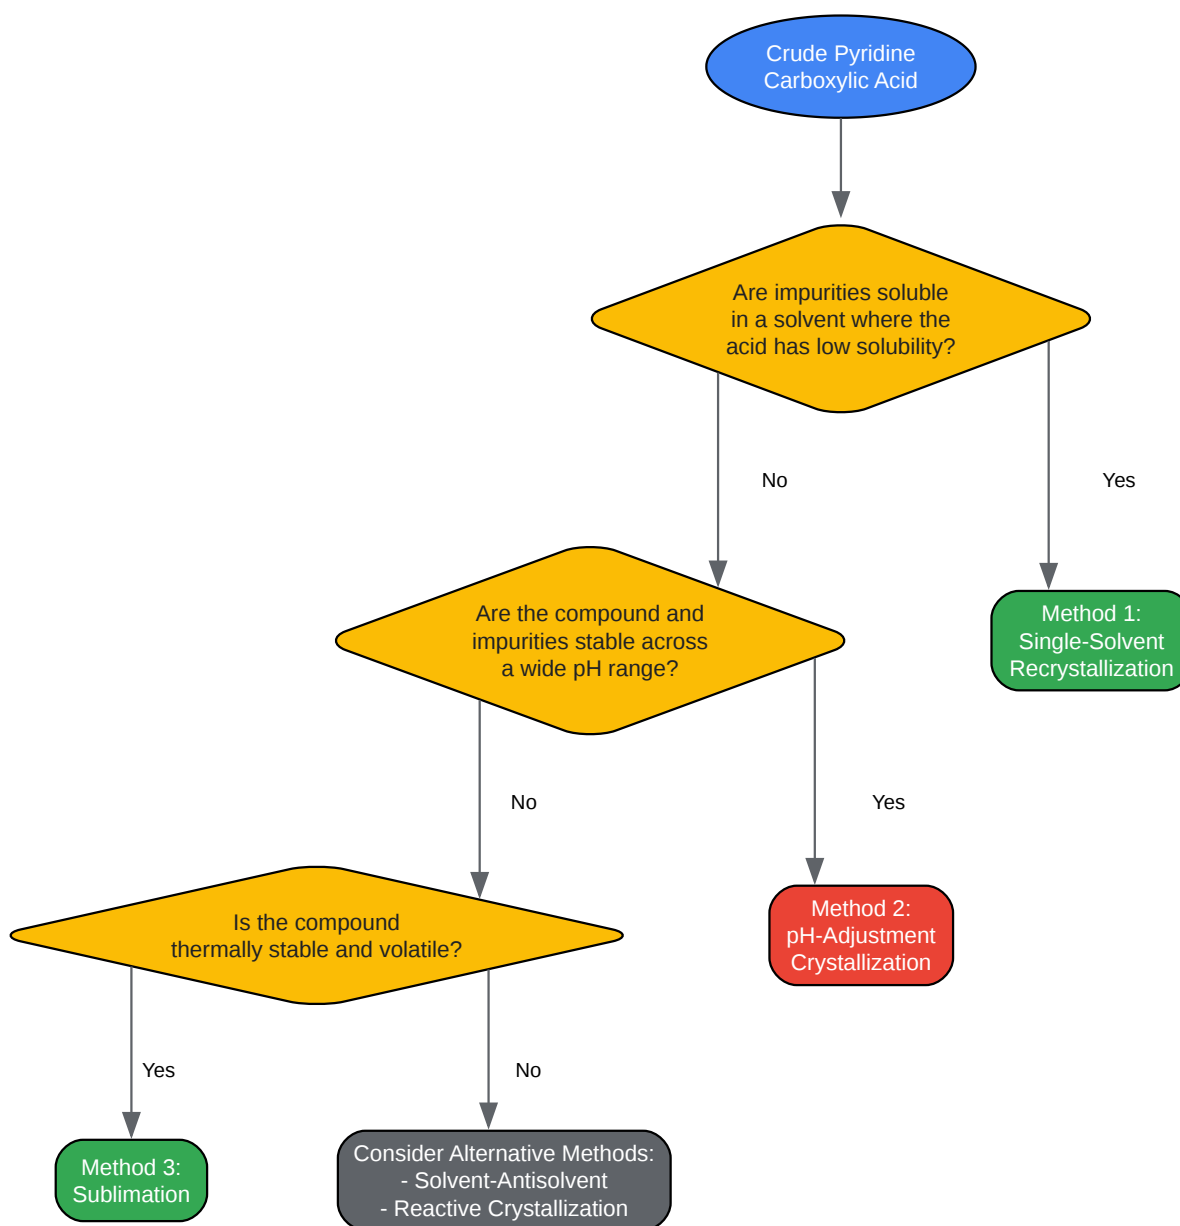 Crude Pyridine
Carboxylic Acid
Are impurities soluble
in a solvent where the
acid has low solubility?
No
Yes
Are the compound and
impurities stable across
a wide pH range?
Method 1:
Single-Solvent
Recrystallization
No
Yes
Is the compound
thermally stable and volatile?
Method 2:
pH-Adjustment
Crystallization
Yes
No
Method 3:
Sublimation
Consider Alternative Methods:
- Solvent-Antisolvent
- Reactive Crystallization